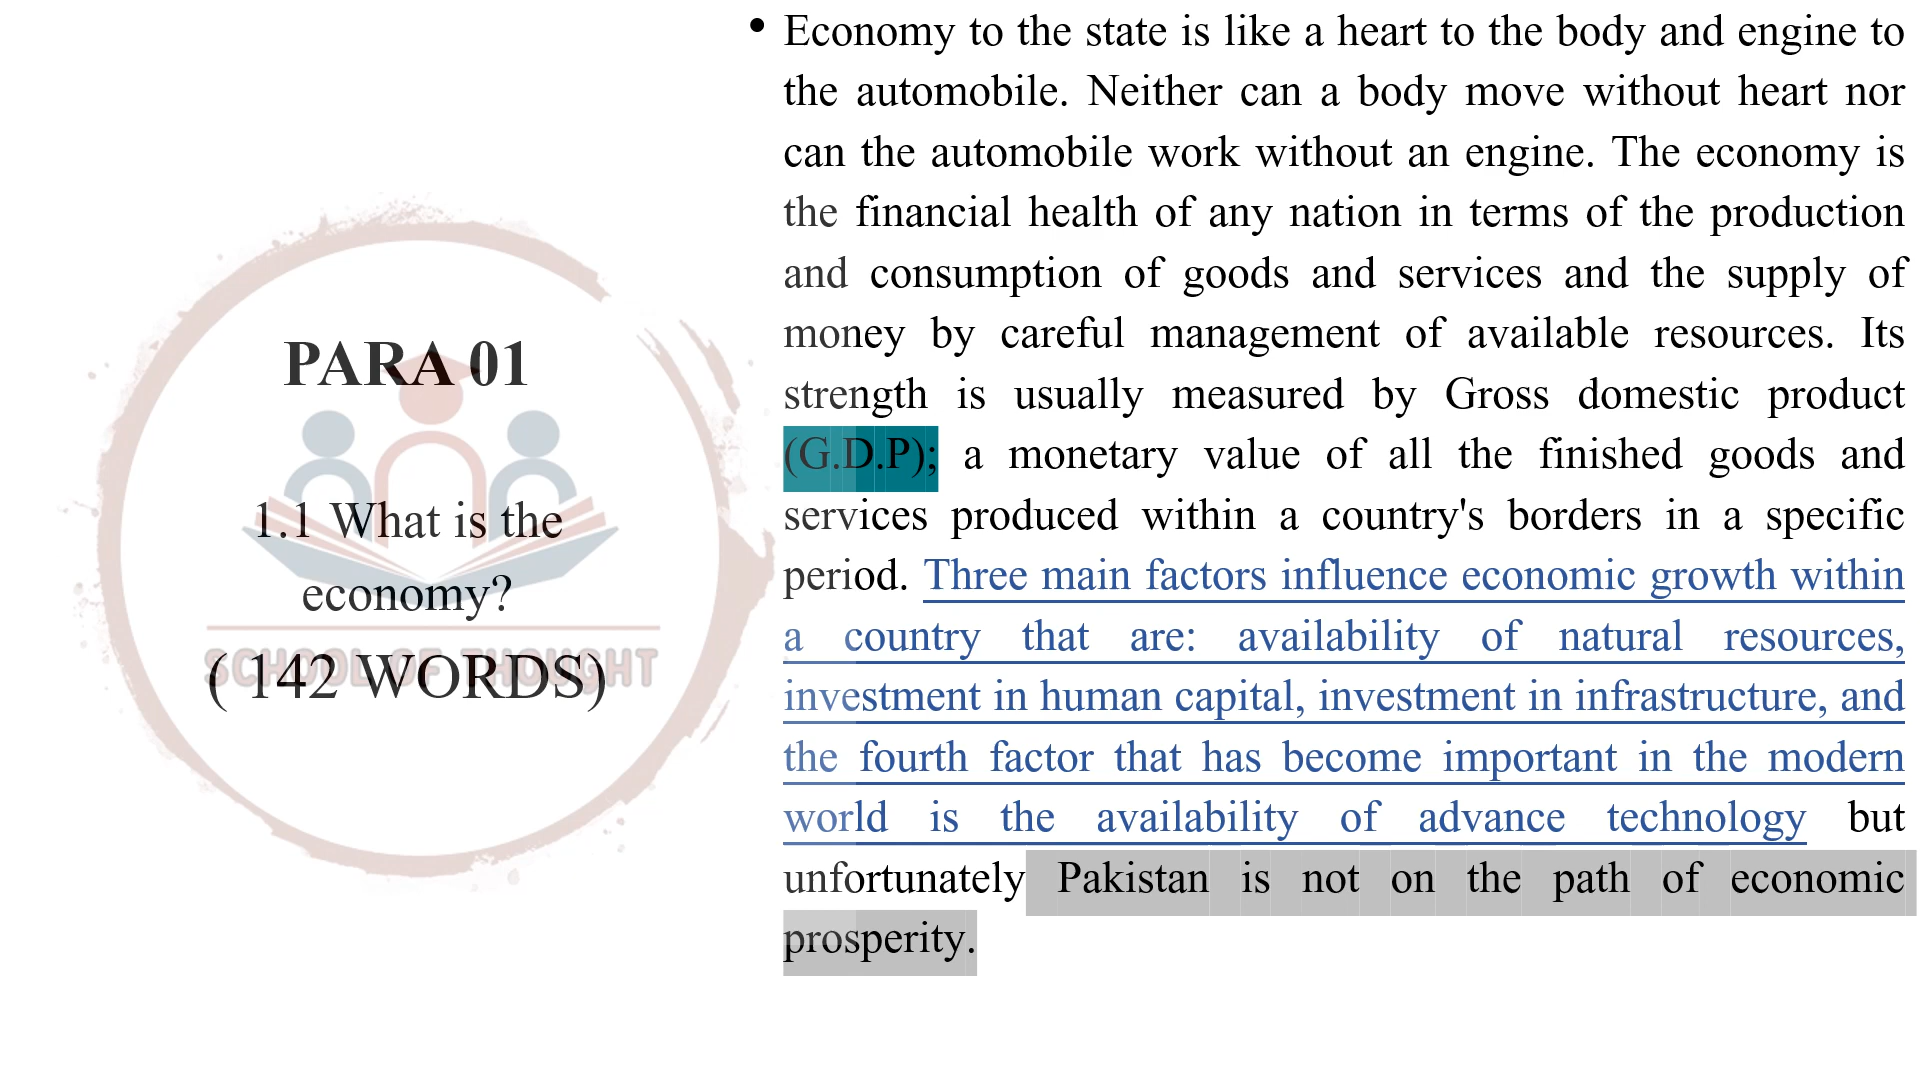 PARA 01
1.1 What is the
economy?
( 142 WORDS)
SCHOOL OF THOUGHT
• Economy to the state is like a heart to the body and engine to
the automobile. Neither can a body move without heart nor
can the automobile work without an engine. The economy is
the financial health of any nation in terms of the production
and consumption of goods and services and the supply of
money by careful management of available resources. Its
strength is usually measured by Gross domestic product
(G.D.P); a monetary value of all the finished goods and
services produced within a country's borders in a specific
period. Three main factors influence economic growth within
a country that are: availability of natural resources,
investment in human capital, investment in infrastructure, and
the fourth factor that has become important in the modern
world is the availability of advance technology but
unfortunately Pakistan is not on the path of economic
prosperity.